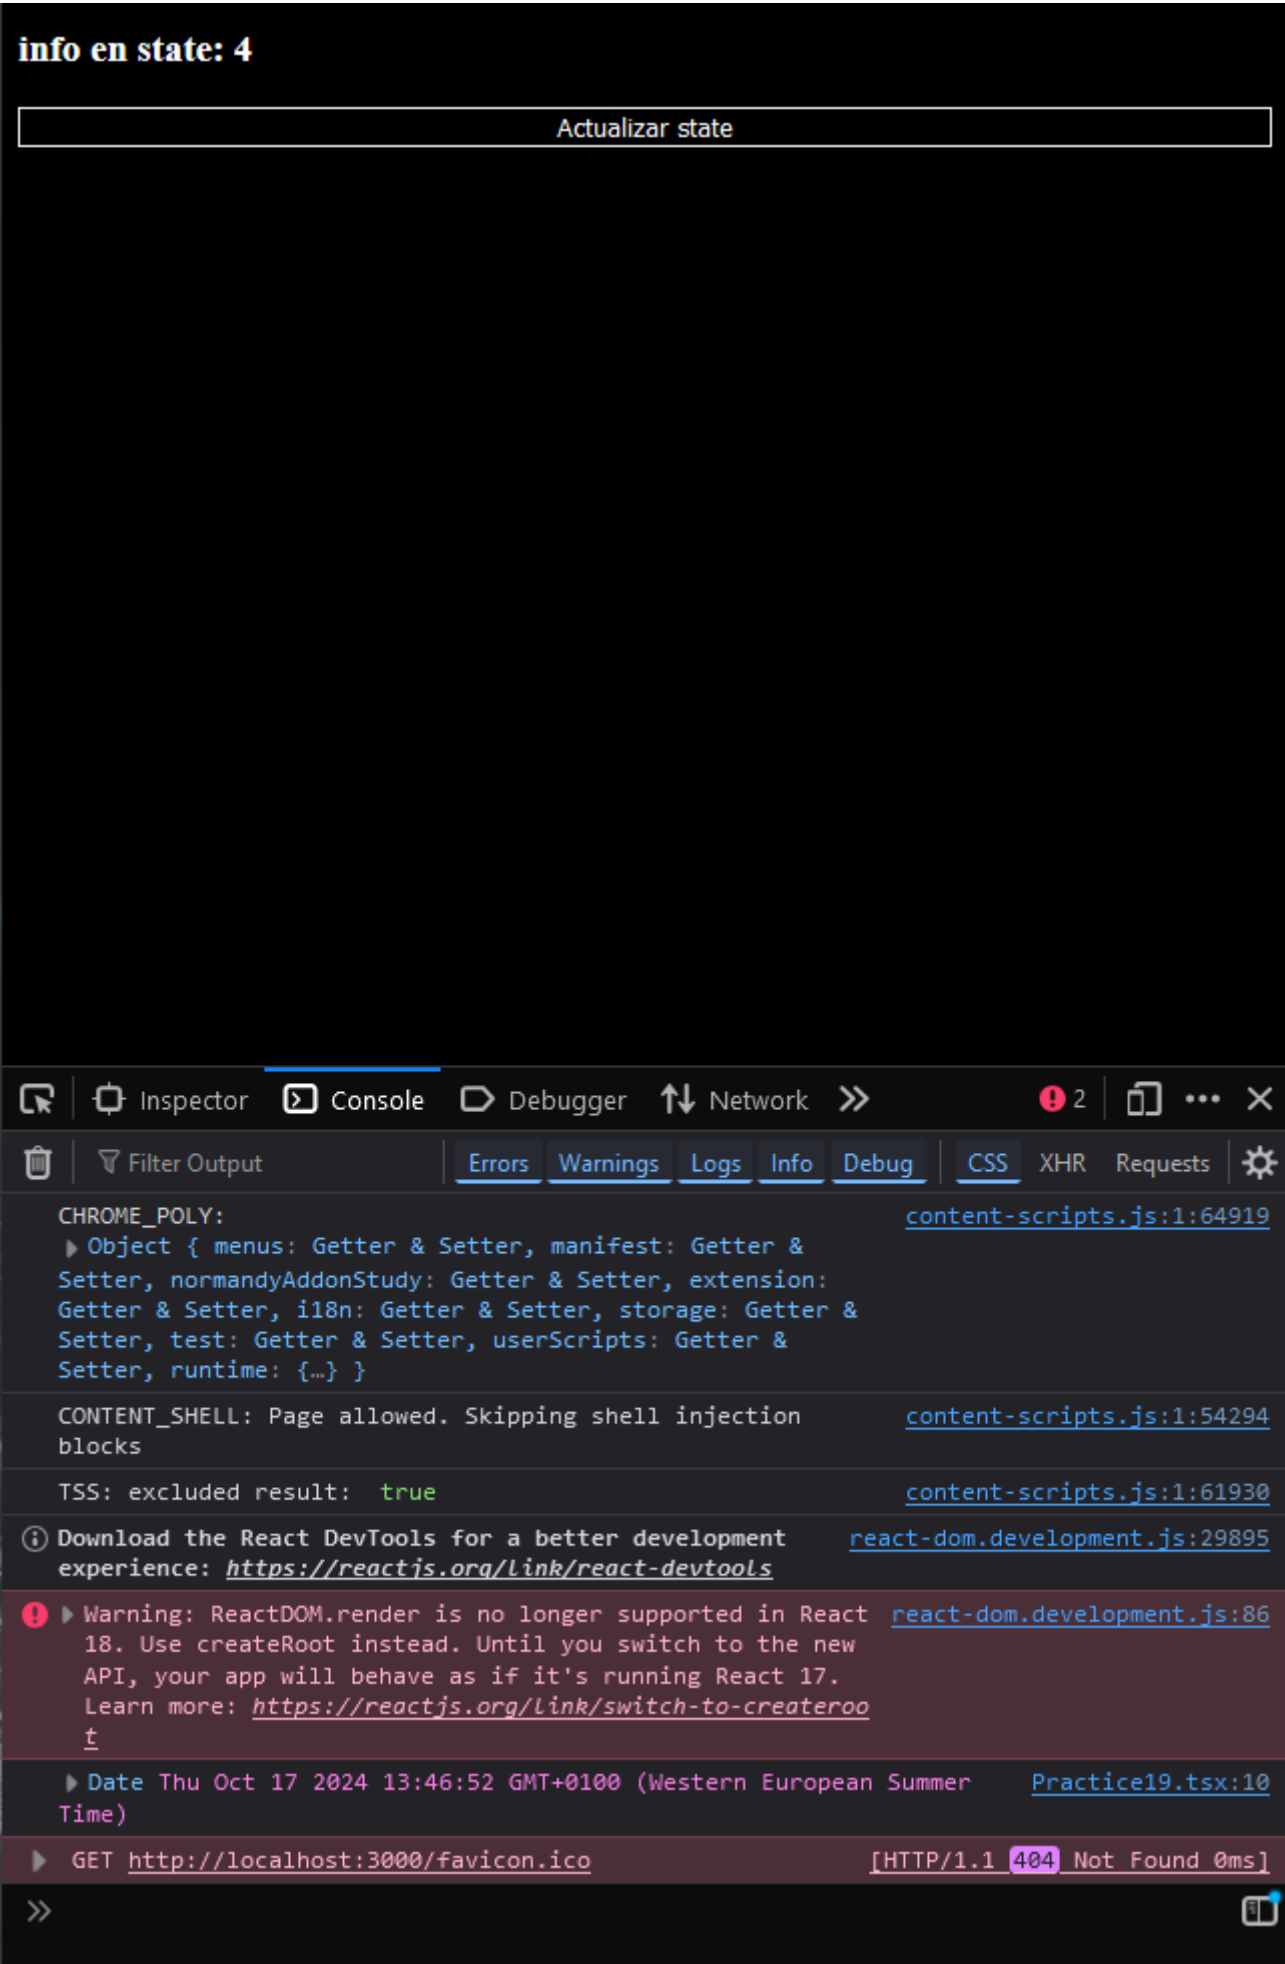 info en state: 4
Actualizar state
Inspector Console Debugger Network 2
Filter Output Errors Warnings Logs Info Debug CSS XHR Requests
CHROME_POLY: content-scripts.js:1:64919
Object { menus: Getter & Setter, manifest: Getter &
Setter, normandyAddonStudy: Getter & Setter, extension:
Getter & Setter, i18n: Getter & Setter, storage: Getter &
Setter, test: Getter & Setter, userScripts: Getter &
Setter, runtime: {…} }
CONTENT_SHELL: Page allowed. Skipping shell injection content-scripts.js:1:54294
blocks
TSS: excluded result: true content-scripts.js:1:61930
Download the React DevTools for a better development react-dom.development.js:29895
experience: https://reactjs.org/link/react-devtools
Warning: ReactDOM.render is no longer supported in React react-dom.development.js:86
18. Use createRoot instead. Until you switch to the new
API, your app will behave as if it's running React 17.
Learn more: https://reactjs.org/link/switch-to-createroo
t
Date Thu Oct 17 2024 13:46:52 GMT+0100 (Western European Summer Practice19.tsx:10
Time)
GET http://localhost:3000/favicon.ico [HTTP/1.1 404 Not Found 0ms]